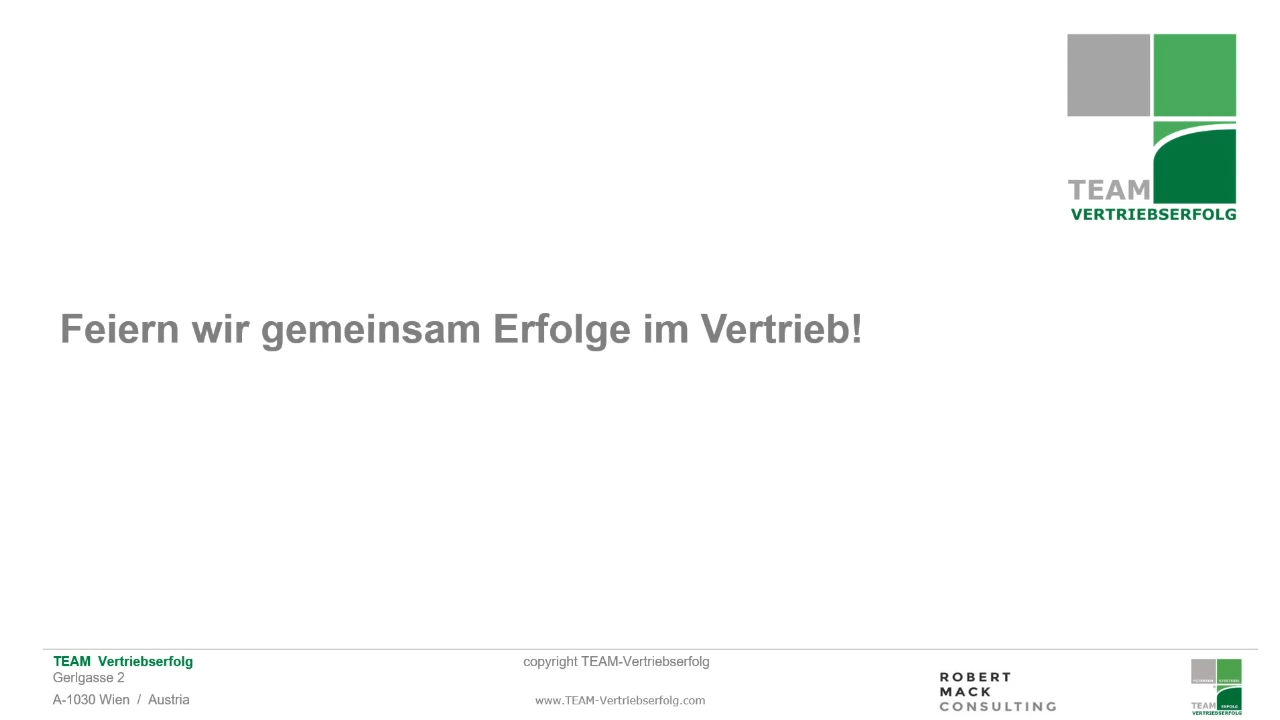 TEAM
VERTRIEBSERFOLG
Feiern wir gemeinsam Erfolge im Vertrieb!
TEAM Vertriebserfolg
Gerlgasse 2
A-1030 Wien / Austria
copyright TEAM-Vertriebserfolg
www.TEAM-Vertriebserfolg.com
ROBERT
MACK
CONSULTING
TEAM
ERFOLG
VERTRIEBSERFOLG